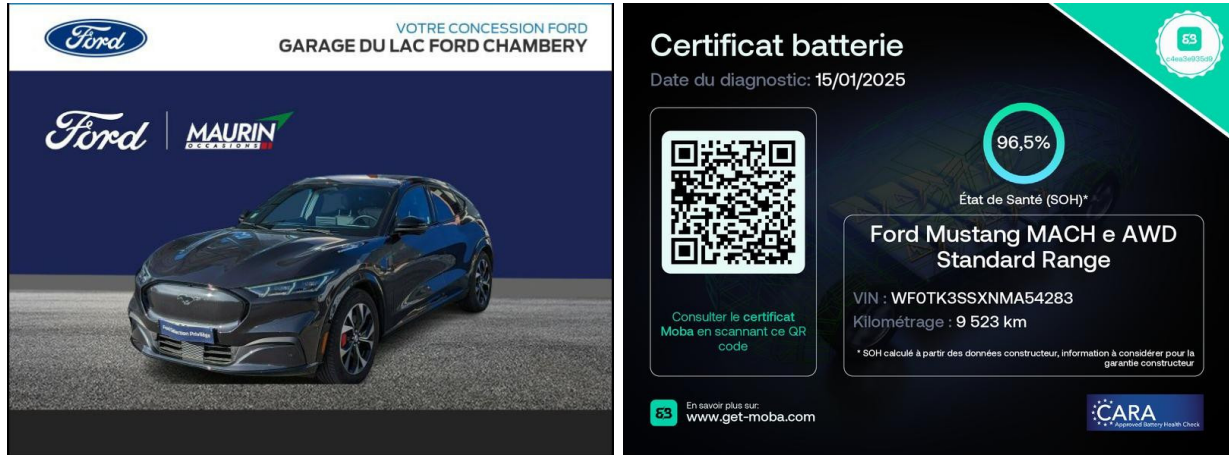 Ford
VOTRE CONCESSION FORD
GARAGE DU LAC FORD CHAMBERY
Ford
MAURIN
OCCASIONS
Certificat batterie
Date du diagnostic: 15/01/2025
c4ea3e935d9
96,5%
État de Santé (SOH)*
Ford Mustang MACH e AWD
Standard Range
VIN : WF0TK3SSXNMA54283
Kilométrage : 9 523 km
* SOH calculé à partir des données constructeur, information à considérer pour la
garantie constructeur
Consulter le certificat
Moba en scannant ce QR
code
En savoir plus sur:
www.get-moba.com
CARA
Approved Battery Health Check